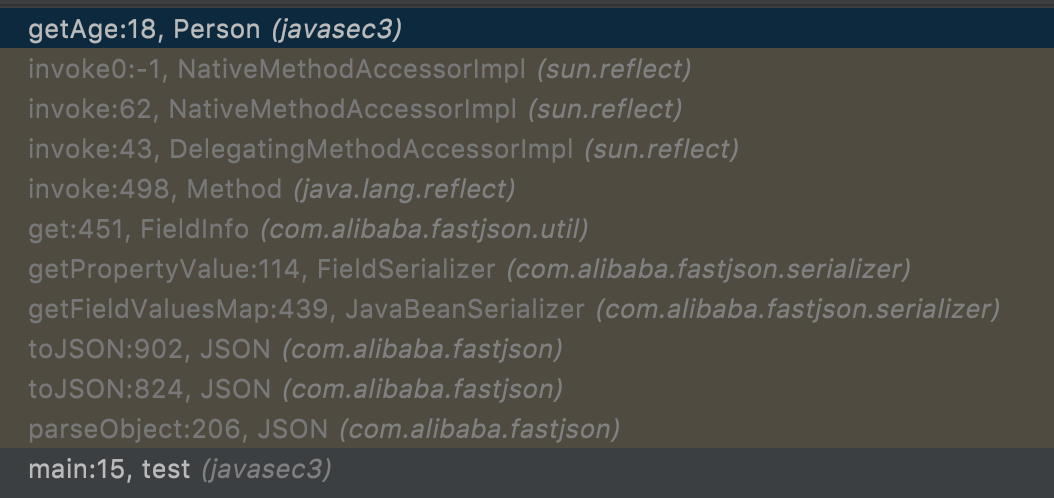 getAge:18, Person (javasec3)
invoke0:-1, NativeMethodAccessorImpl (sun.reflect)
invoke:62, NativeMethodAccessorImpl (sun.reflect)
invoke:43, DelegatingMethodAccessorImpl (sun.reflect)
invoke:498, Method (java.lang.reflect)
get:451, FieldInfo (com.alibaba.fastjson.util)
getPropertyValue:114, FieldSerializer (com.alibaba.fastjson.serializer)
getFieldValuesMap:439, JavaBeanSerializer (com.alibaba.fastjson.serializer)
toJSON:902, JSON (com.alibaba.fastjson)
toJSON:824, JSON (com.alibaba.fastjson)
parseObject:206, JSON (com.alibaba.fastjson)
main:15, test (javasec3)